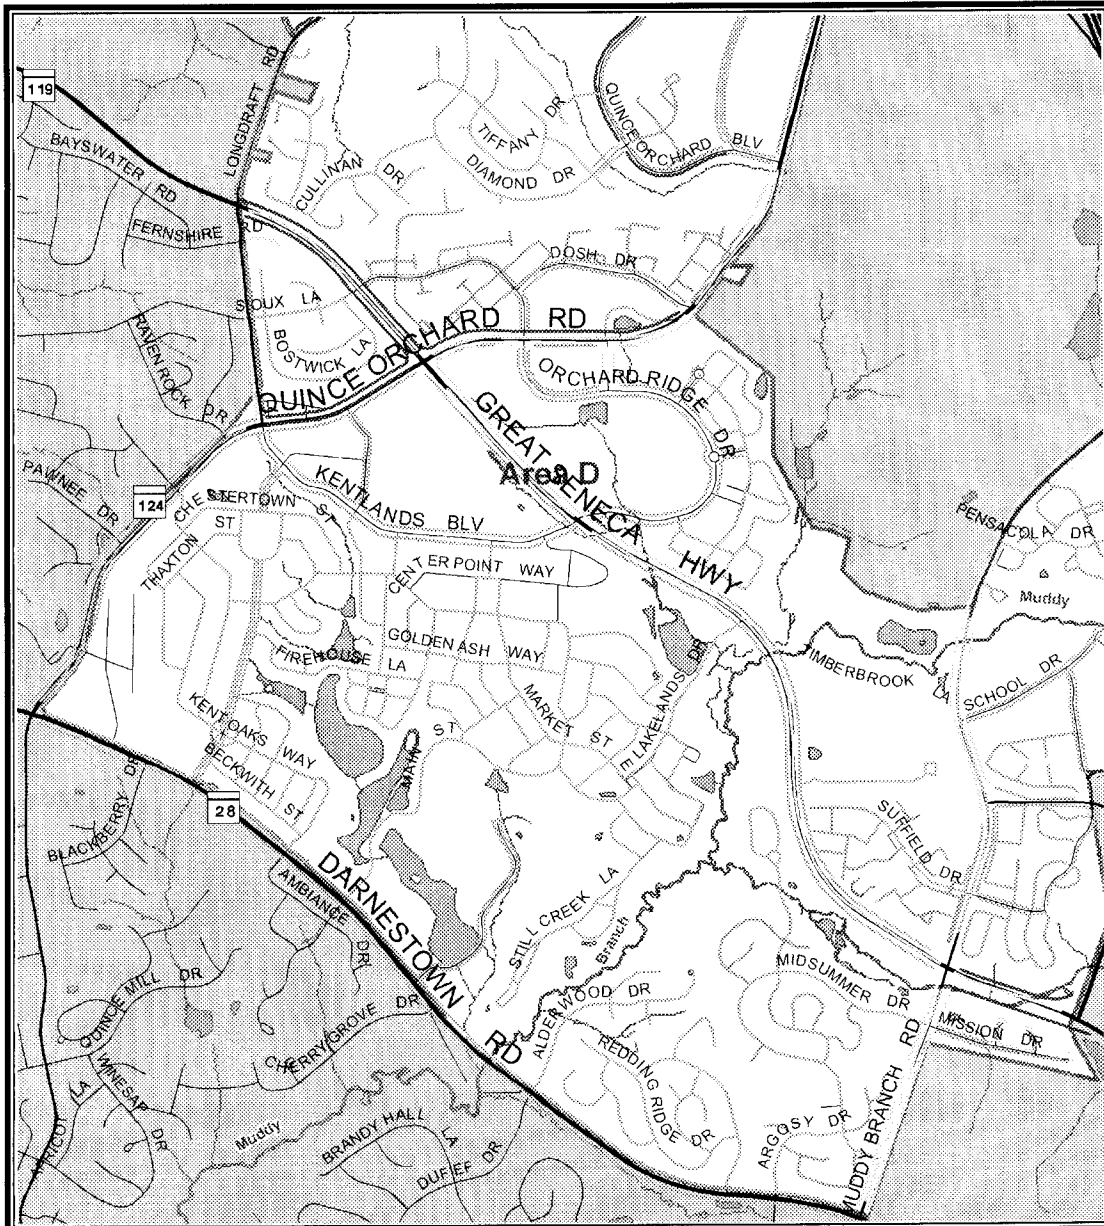 119
LONGDRAFT RD
BAYSWATER RD
FERNSHIRE RD
CULLINAN DR
TIFFANY DR
DIAMOND DR
QUINCE ORCHARD BLV
DOSH DR
SIOUX LA
BOSTWICK LA
RAVENROCK DR
QUINCE ORCHARD RD
ORCHARD RIDGE DR
GREAT SENECA HWY
Area D
PAWNEE DR
124
KENTLANDS BLV
CHESTERTOWN ST
THAXTON ST
CENTERPOINT WAY
PENSACOLA DR
Muddy
GOLDEN ASH WAY
FIREHOUSE LA
TIMBERBROOK LA
SCHOOL DR
E LAKELANDS DR
MARKET ST
KENT OAKS WAY
BECKWITH ST
MAIN ST
28
BLACKBERRY DR
SUFFIELD DR
DARNESTOWN RD
AMBIANCE DR
STILL CREEK LA
Branch
MIDSUMMER DR
ALDERWOOD DR
QUINCE MILL DR
CHERRY GROVE DR
MISSION DR
REDDING RIDGE DR
WINESAP DR
APRICOT LA
Muddy
BRANDY HALL LA
DUFIEF DR
ARGOSY DR
MUDDY BRANCH RD